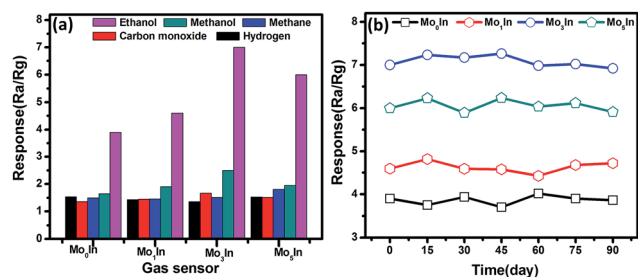 (a)
Ethanol Methanol Methane
Carbon monoxide Hydrogen
Response(Ra/Rg)
8
7
6
5
4
3
2
1
0
Mo₀In Mo₁In Mo₃In Mo₅In
Gas sensor
(b)
Mo₀In Mo₁In Mo₃In Mo₅In
Response(Ra/Rg)
8
7
6
5
4
3
0 15 30 45 60 75 90
Time(day)